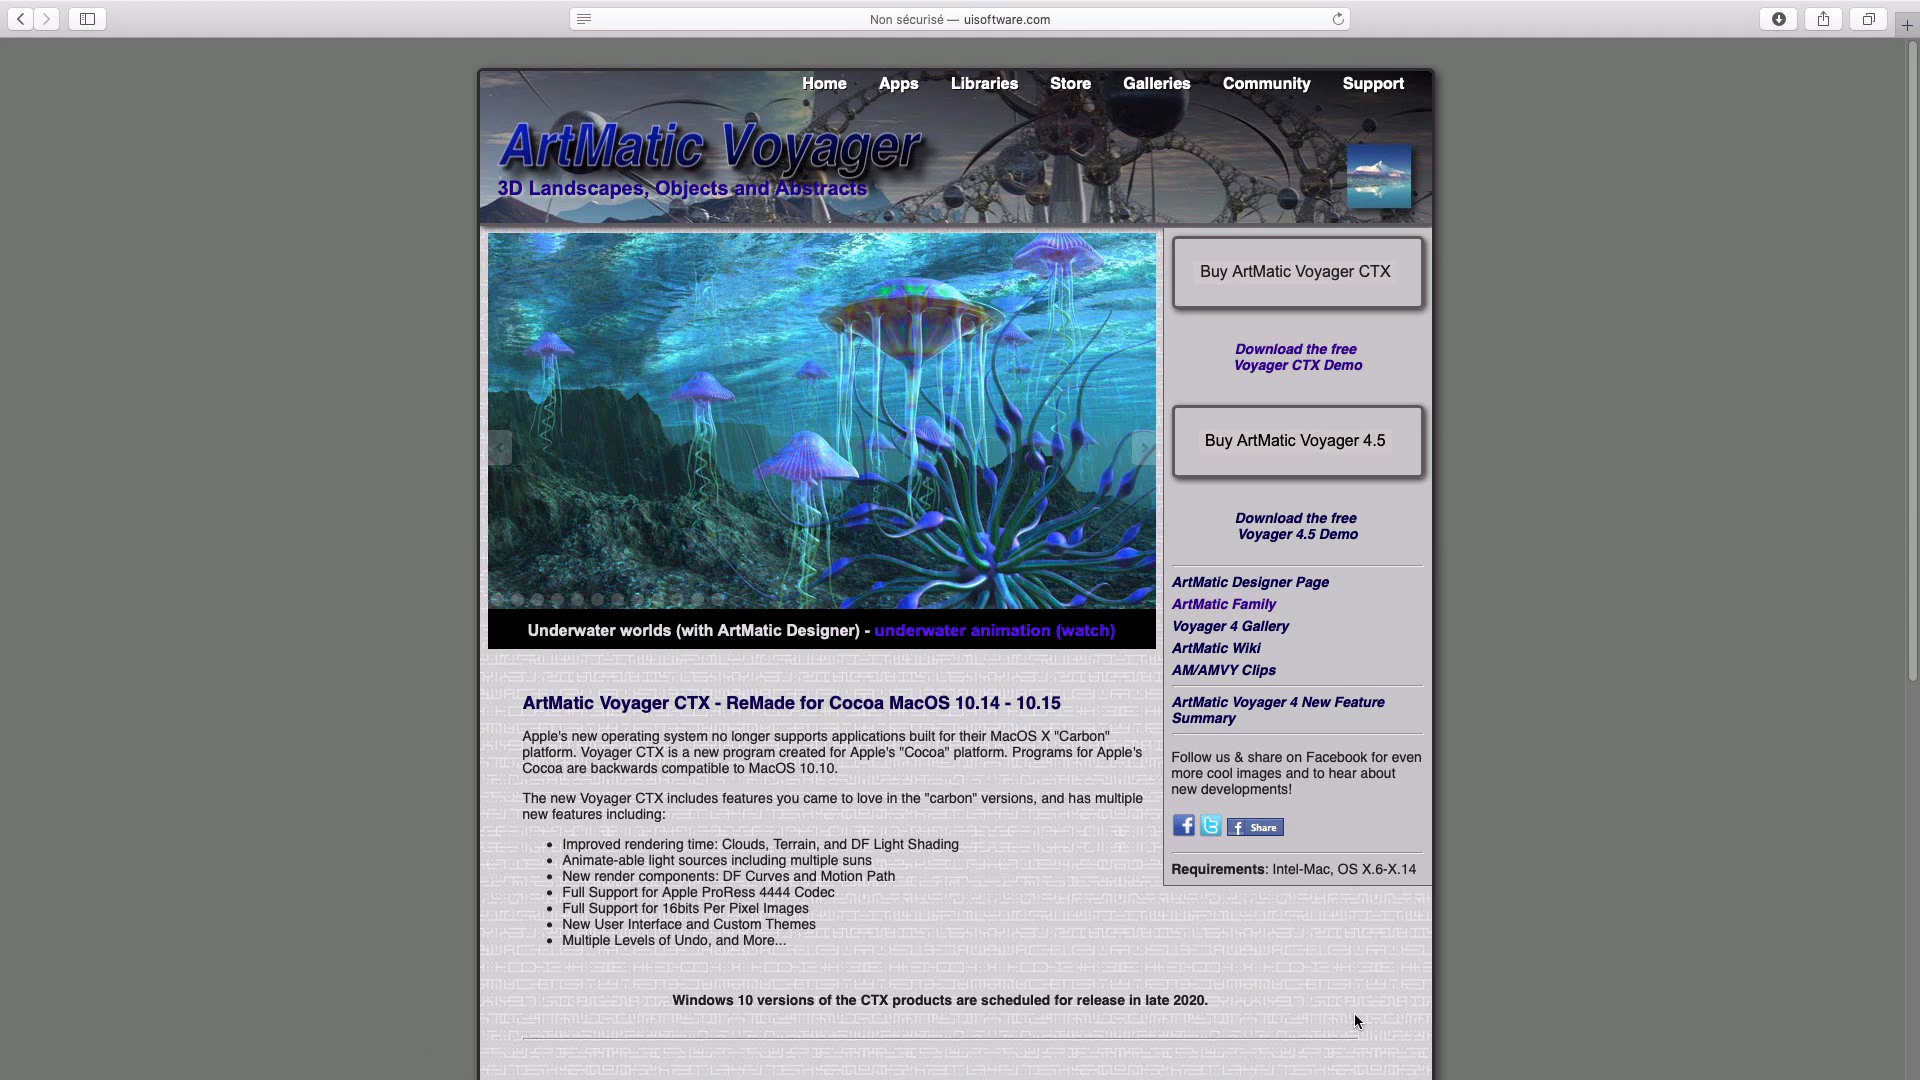 Non sécurisé — uisoftware.com
Home Apps Libraries Store Galleries Community Support
ArtMatic Voyager
3D Landscapes, Objects and Abstracts
Buy ArtMatic Voyager CTX
Download the free
Voyager CTX Demo
Buy ArtMatic Voyager 4.5
Download the free
Voyager 4.5 Demo
ArtMatic Designer Page
ArtMatic Family
Voyager 4 Gallery
ArtMatic Wiki
AM/AMVY Clips
ArtMatic Voyager 4 New Feature
Summary
Follow us & share on Facebook for even
more cool images and to hear about
new developments!
Share
Requirements: Intel-Mac, OS X.6-X.14
Underwater worlds (with ArtMatic Designer) - underwater animation (watch)
ArtMatic Voyager CTX - ReMade for Cocoa MacOS 10.14 - 10.15
Apple's new operating system no longer supports applications built for their MacOS X "Carbon"
platform. Voyager CTX is a new program created for Apple's "Cocoa" platform. Programs for Apple's
Cocoa are backwards compatible to MacOS 10.10.
The new Voyager CTX includes features you came to love in the "carbon" versions, and has multiple
new features including:
• Improved rendering time: Clouds, Terrain, and DF Light Shading
• Animate-able light sources including multiple suns
• New render components: DF Curves and Motion Path
• Full Support for Apple ProRess 4444 Codec
• Full Support for 16bits Per Pixel Images
• New User Interface and Custom Themes
• Multiple Levels of Undo, and More...
Windows 10 versions of the CTX products are scheduled for release in late 2020.